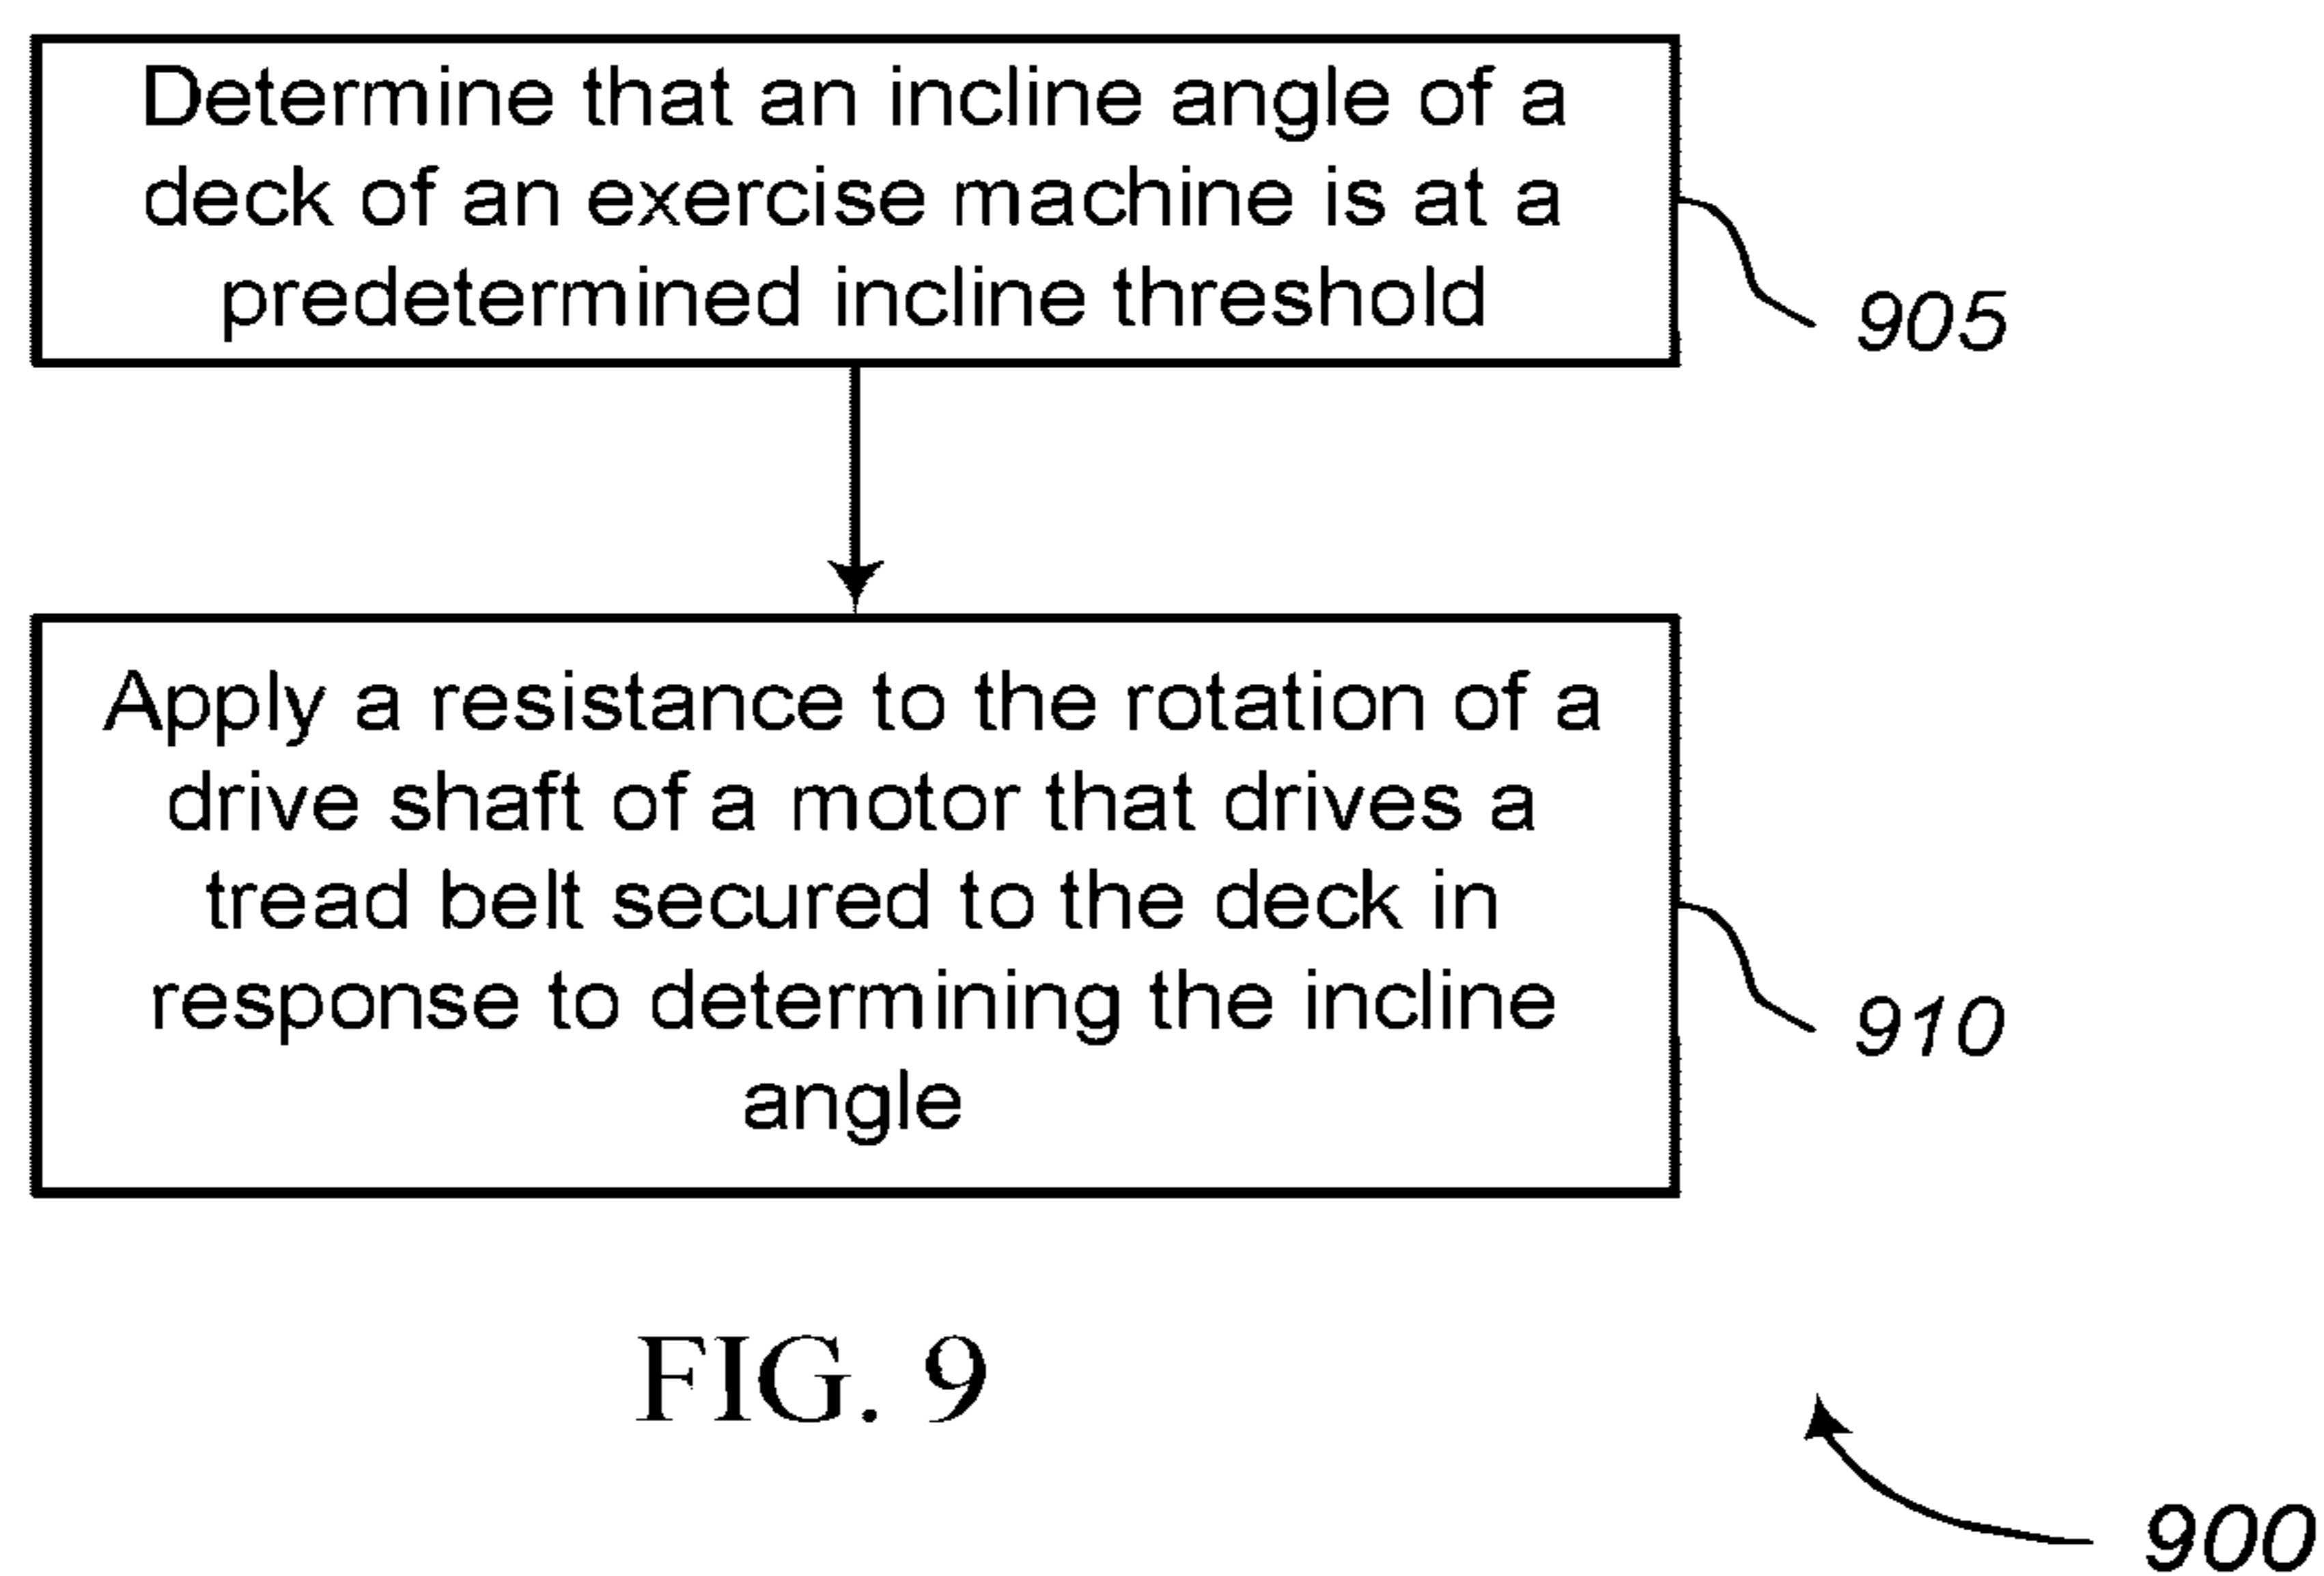 Determine that an incline angle of a
deck of an exercise machine is at a
predetermined incline threshold
905
Apply a resistance to the rotation of a
drive shaft of a motor that drives a
tread belt secured to the deck in
response to determining the incline
angle
910
FIG. 9
900